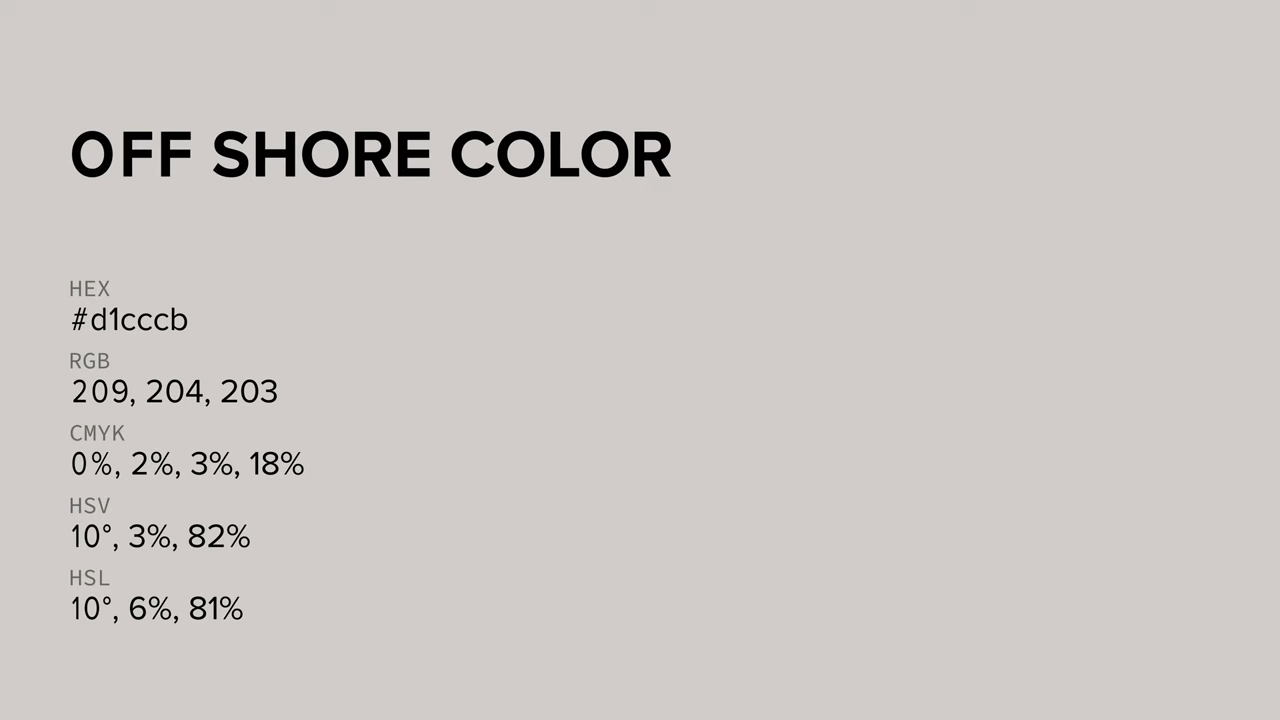 OFF SHORE COLOR
HEX
#d1cccb
RGB
209, 204, 203
CMYK
0%, 2%, 3%, 18%
HSV
10°, 3%, 82%
HSL
10°, 6%, 81%